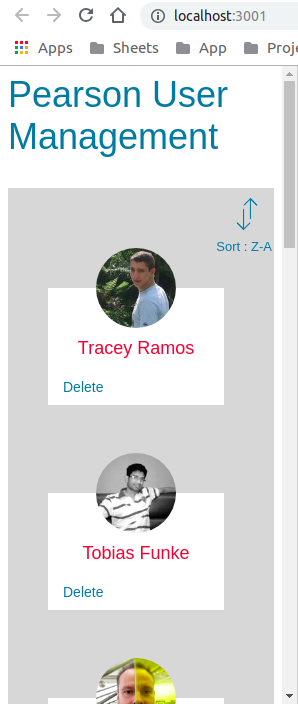 localhost:3001
Apps Sheets App Proje
Pearson User
Management
Sort : Z-A
Tracey Ramos
Delete
Tobias Funke
Delete